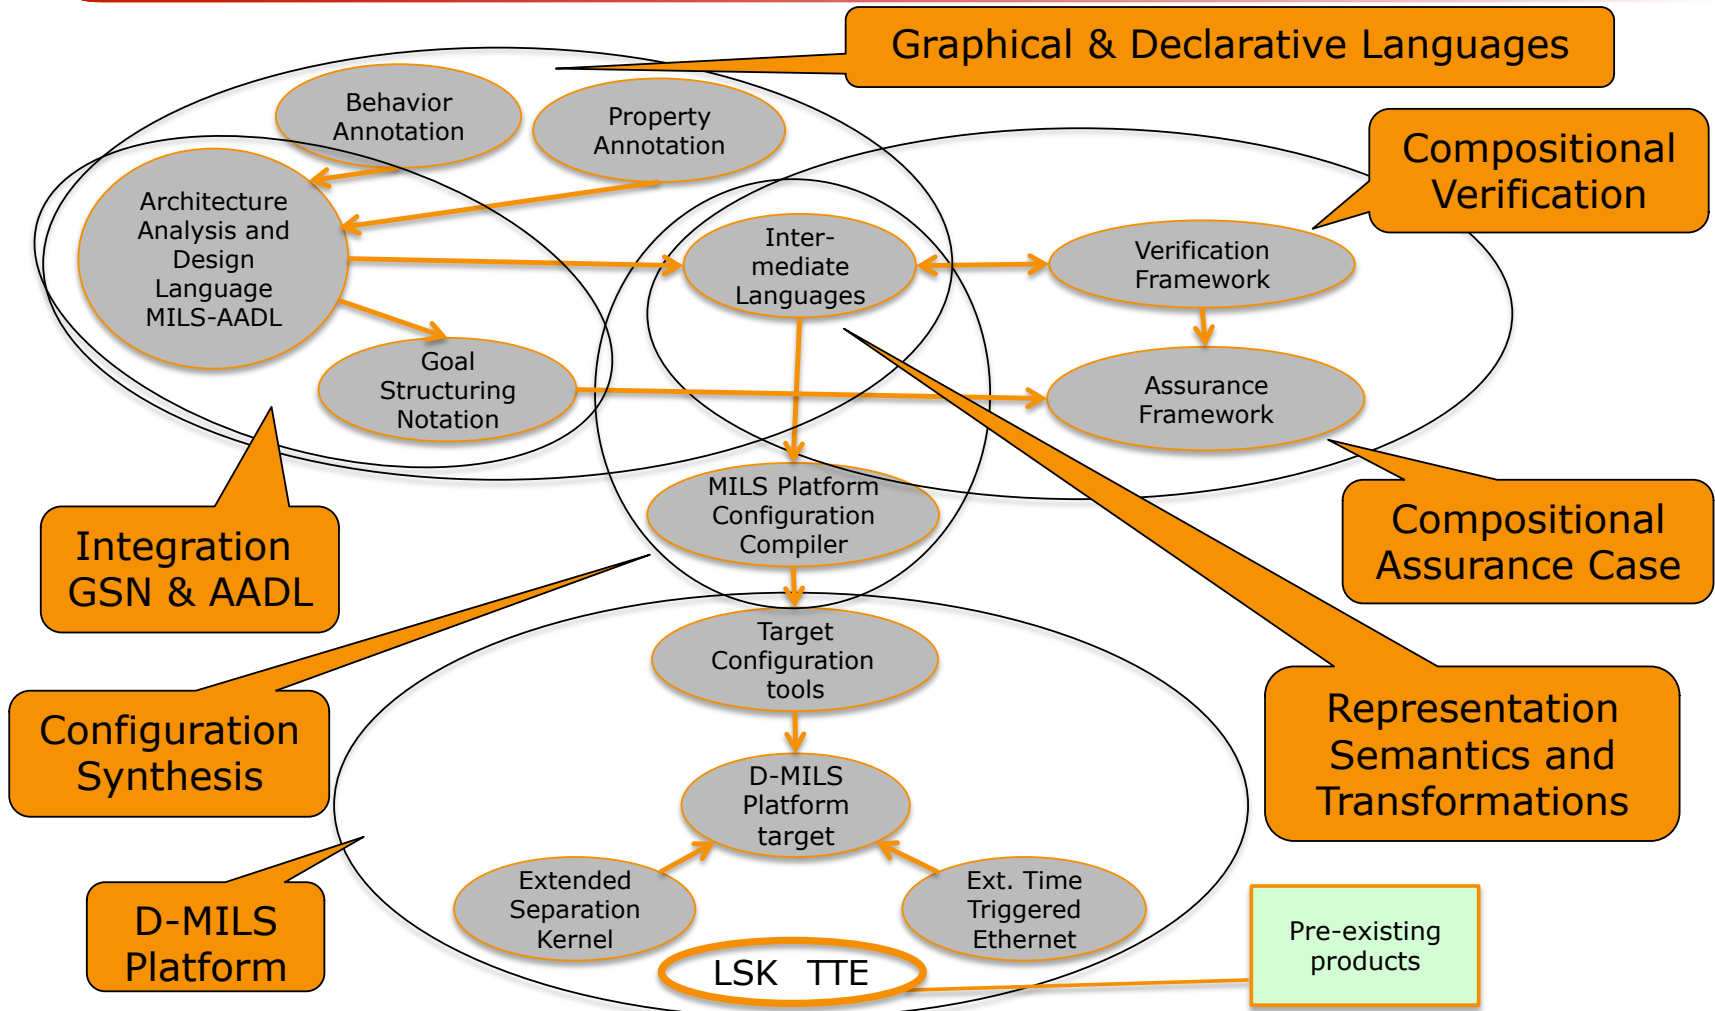 Graphical & Declarative Languages
Behavior
Annotation
Property
Annotation
Compositional
Verification
Architecture
Analysis and
Design
Language
MILS-AADL
Inter-
mediate
Languages
Verification
Framework
Goal
Structuring
Notation
Assurance
Framework
MILS Platform
Configuration
Compiler
Integration
GSN & AADL
Compositional
Assurance Case
Target
Configuration
tools
Configuration
Synthesis
Representation
Semantics and
Transformations
D-MILS
Platform
target
Extended
Separation
Kernel
Ext. Time
Triggered
Ethernet
D-MILS
Platform
LSK TTE
Pre-existing
products